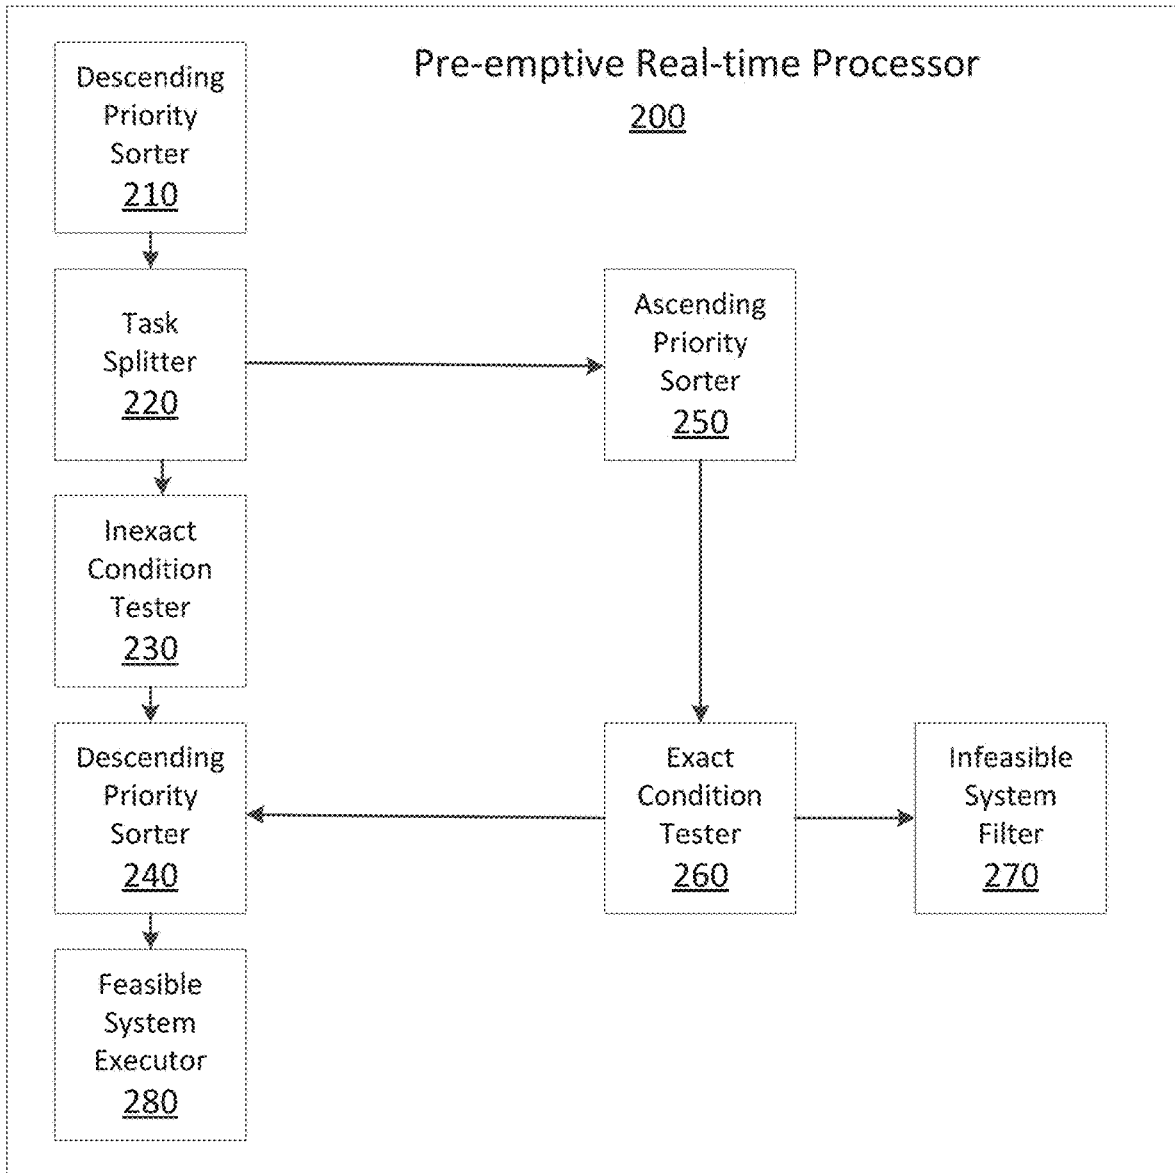 Pre-emptive Real-time Processor
200
Descending
Priority
Sorter
210
Task
Splitter
220
Ascending
Priority
Sorter
250
Inexact
Condition
Tester
230
Descending
Priority
Sorter
240
Exact
Condition
Tester
260
Infeasible
System
Filter
270
Feasible
System
Executor
280